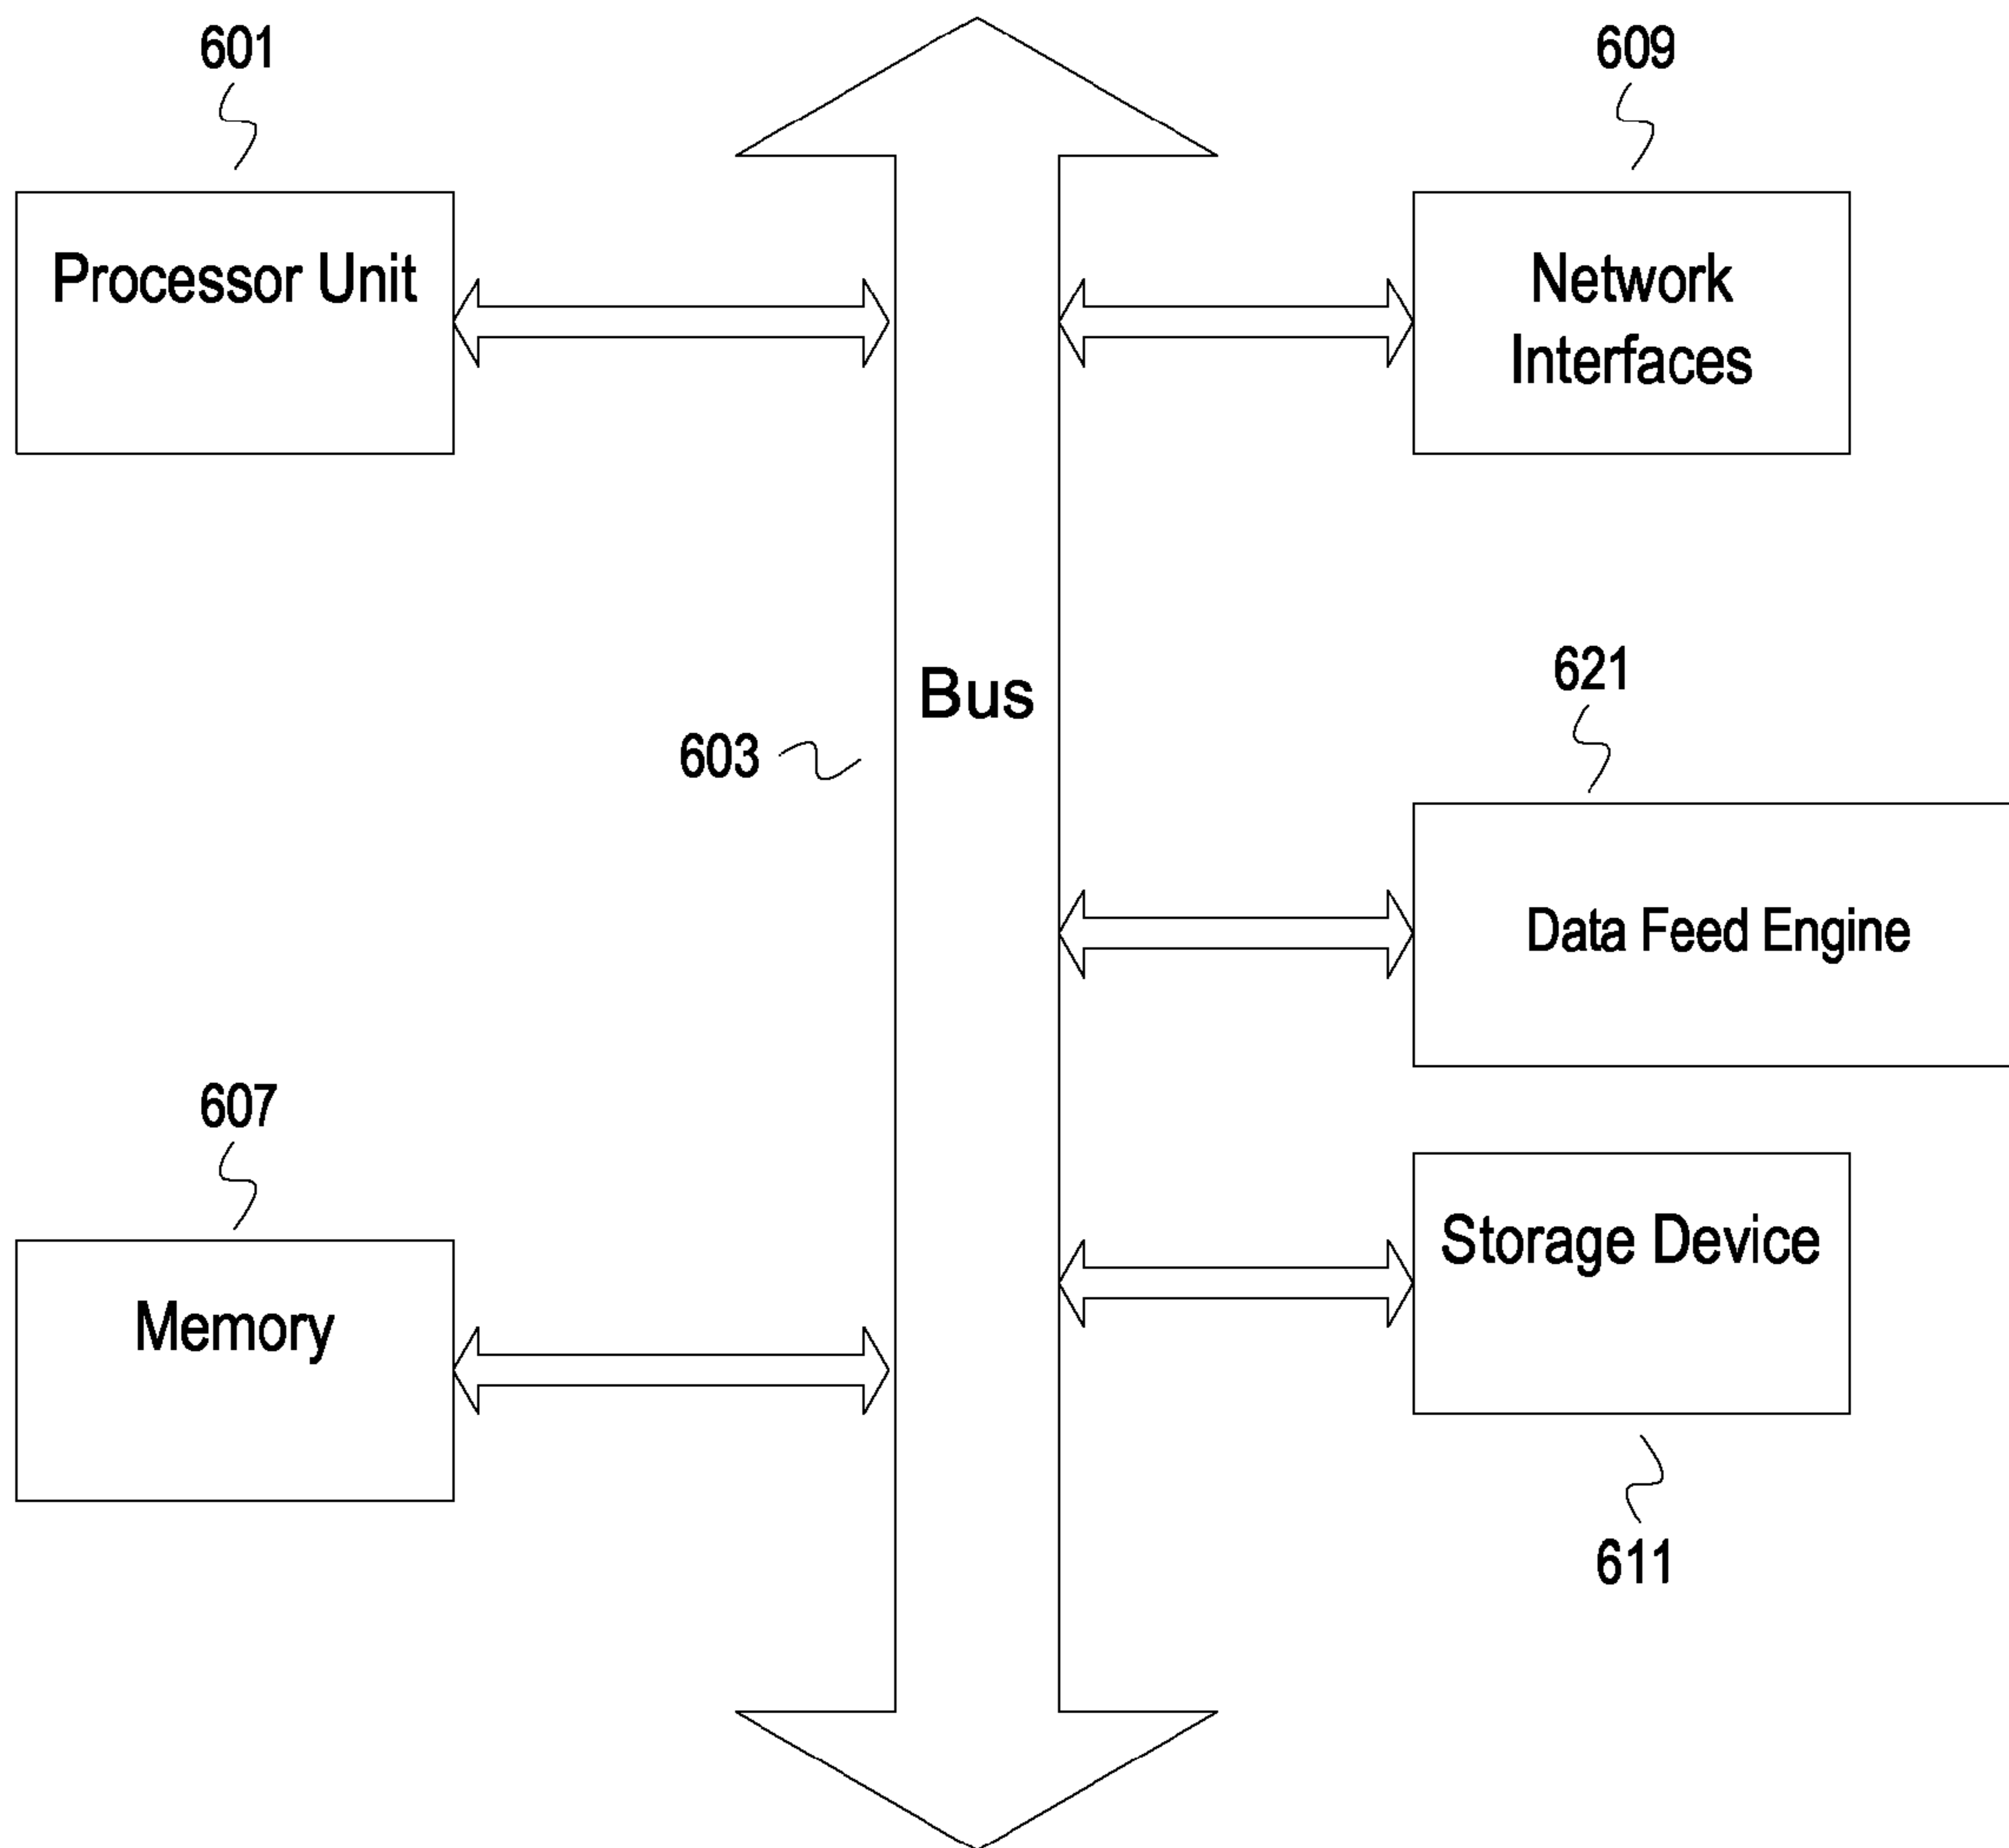 601
609
Processor Unit
Network
Interfaces
Bus
621
603
Data Feed Engine
607
Storage Device
Memory
611